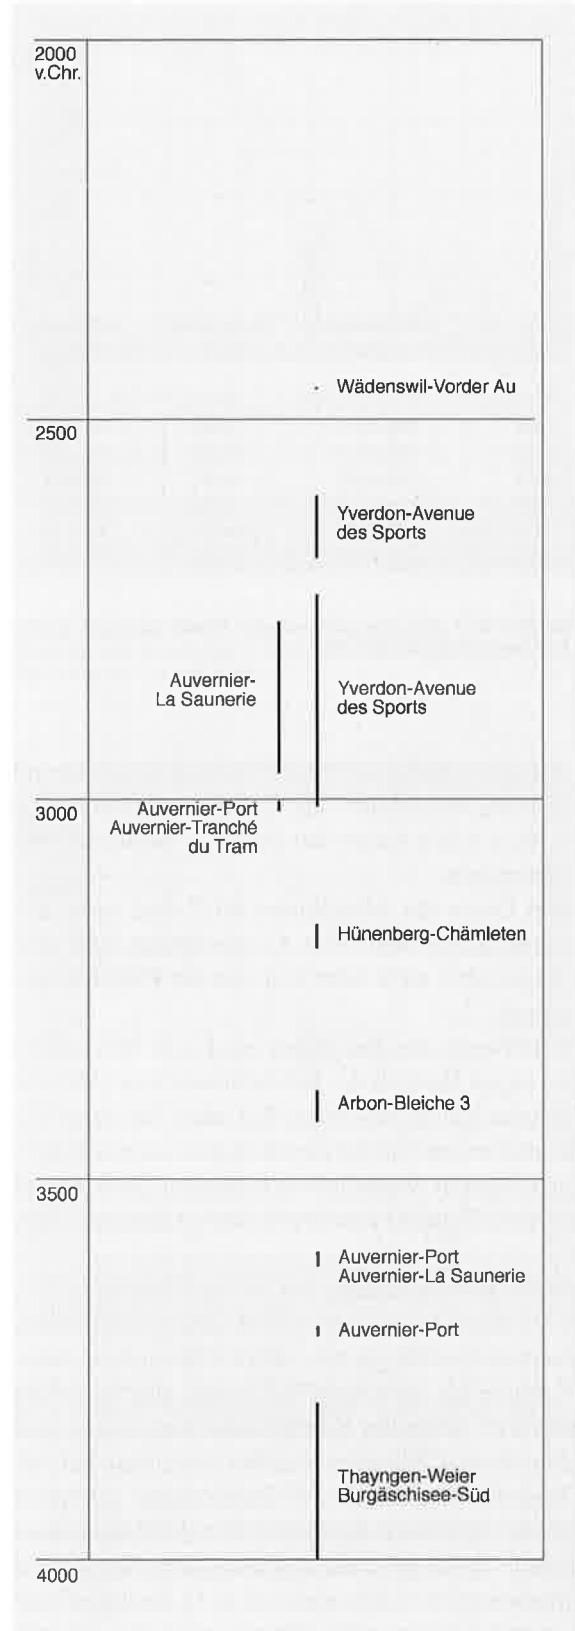 2000
v.Chr.
Wädenswil-Vorder Au
2500
Yverdon-Avenue
des Sports
Auvernier-
La Saunerie
Yverdon-Avenue
des Sports
3000
Auvernier-Port
Auvernier-Tranché
du Tram
Hünenberg-Chämleten
Arbon-Bleiche 3
3500
Auvernier-Port
Auvernier-La Saunerie
Auvernier-Port
Thayngen-Weier
Burgäschisee-Süd
4000